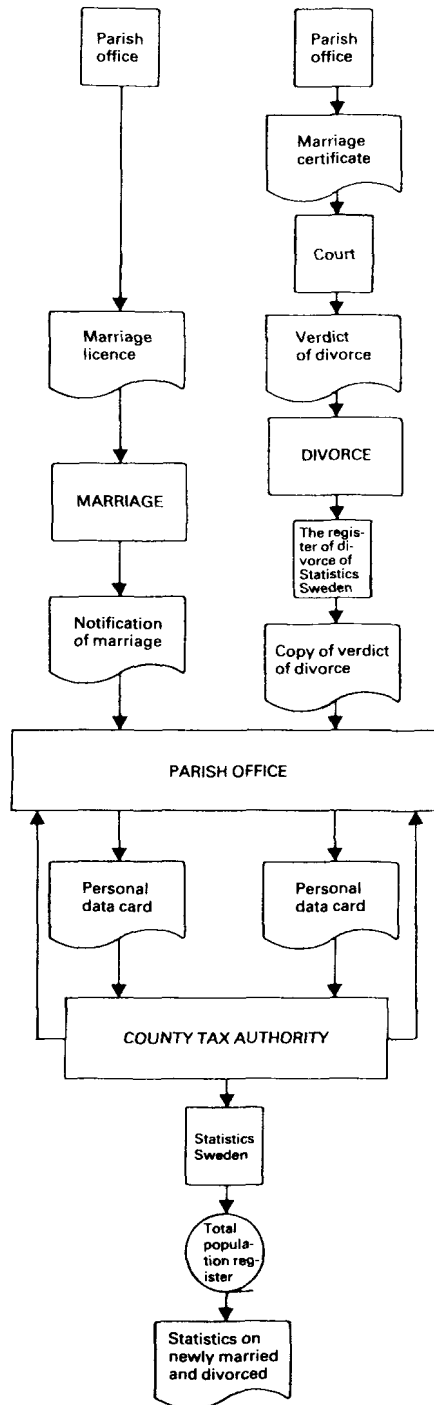 Parish
office
Parish
office
Marriage
certificate
Court
Marriage
licence
Verdict
of divorce
MARRIAGE
DIVORCE
The regis-
ter of di-
vorce of
Statistics
Sweden
Notification
of marriage
Copy of verdict
of divorce
PARISH OFFICE
Personal
data card
Personal
data card
COUNTY TAX AUTHORITY
Statistics
Sweden
Total
popula-
tion reg-
ister
Statistics on
newly married
and divorced